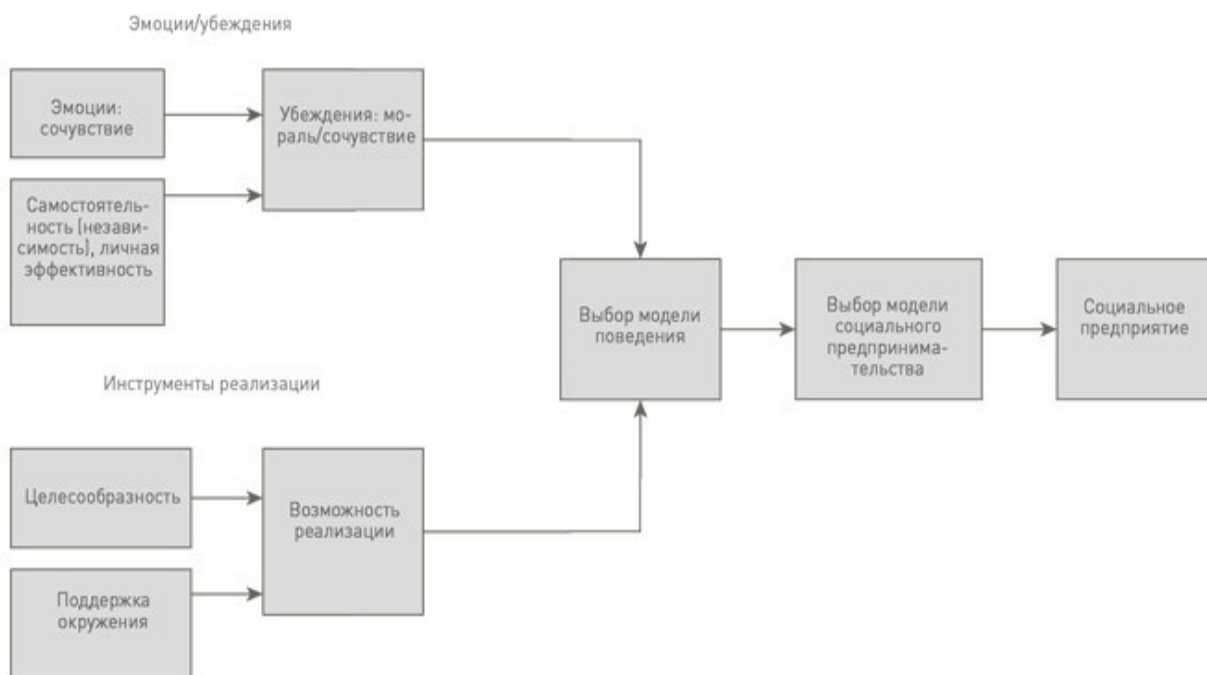 Эмоции/убеждения
Эмоции:
сочувствие
Убеждения: мо-
раль/сочувствие
Самостоятель-
ность (незави-
симость), личная
эффективность
Выбор модели
поведения
Выбор модели
социального
предпринима-
тельства
Социальное
предприятие
Инструменты реализации
Целесообразность
Возможность
реализации
Поддержка
окружения